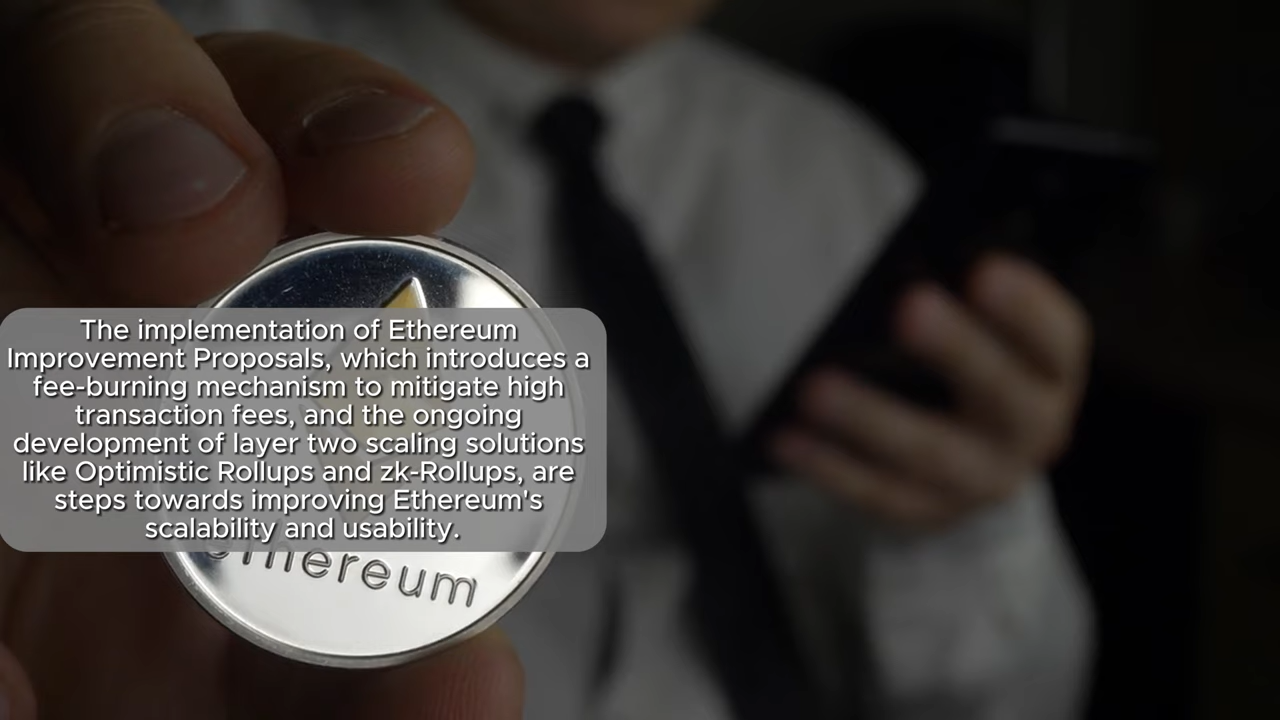 The implementation of Ethereum
Improvement Proposals, which introduces a
fee-burning mechanism to mitigate high
transaction fees, and the ongoing
development of layer two scaling solutions
like Optimistic Rollups and zk-Rollups, are
steps towards improving Ethereum's
scalability and usability.
ethereum